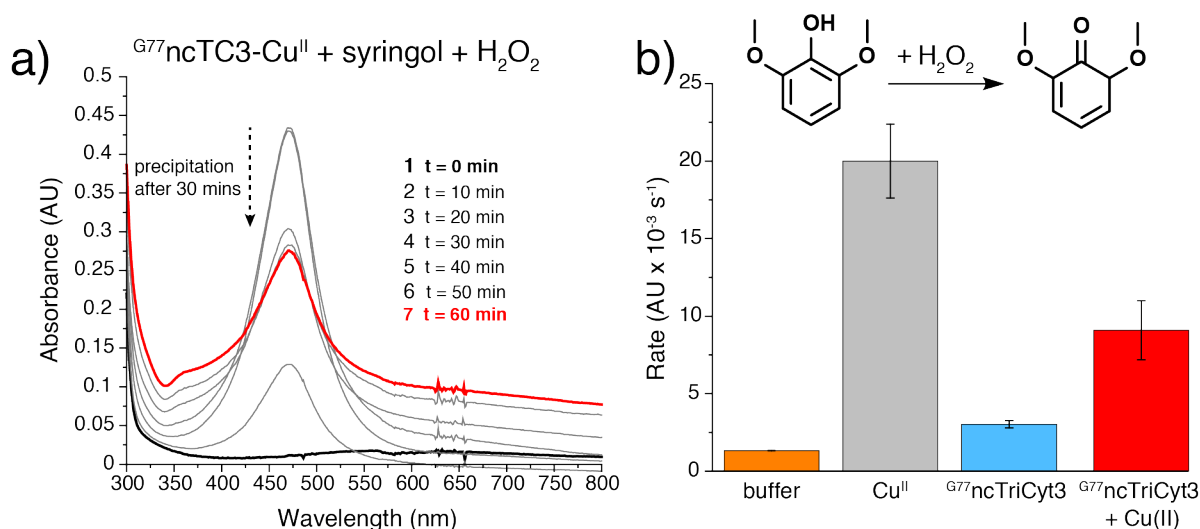 a)
G77ncTC3-CuII + syringol + H2O2
Absorbance (AU)
0.5
0.45
0.4
0.35
0.3
0.25
0.2
0.15
0.1
0.05
0
precipitation
after 30 mins
1 t = 0 min
2 t = 10 min
3 t = 20 min
4 t = 30 min
5 t = 40 min
6 t = 50 min
7 t = 60 min
300 350 400 450 500 550 600 650 700 750 800
Wavelength (nm)
b)
OH
O O
+ H2O2
O
O O
Rate (AU x 10-3 s-1)
25
20
15
10
5
0
buffer CuII G77ncTriCyt3 G77ncTriCyt3
+ Cu(II)